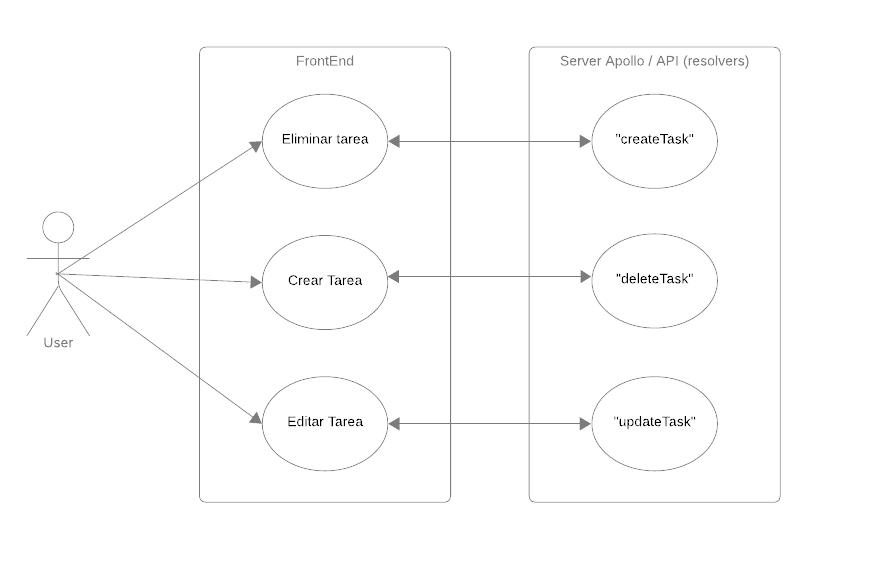 FrontEnd
Server Apollo / API (resolvers)
Eliminar tarea
"createTask"
Crear Tarea
"deleteTask"
User
Editar Tarea
"updateTask"